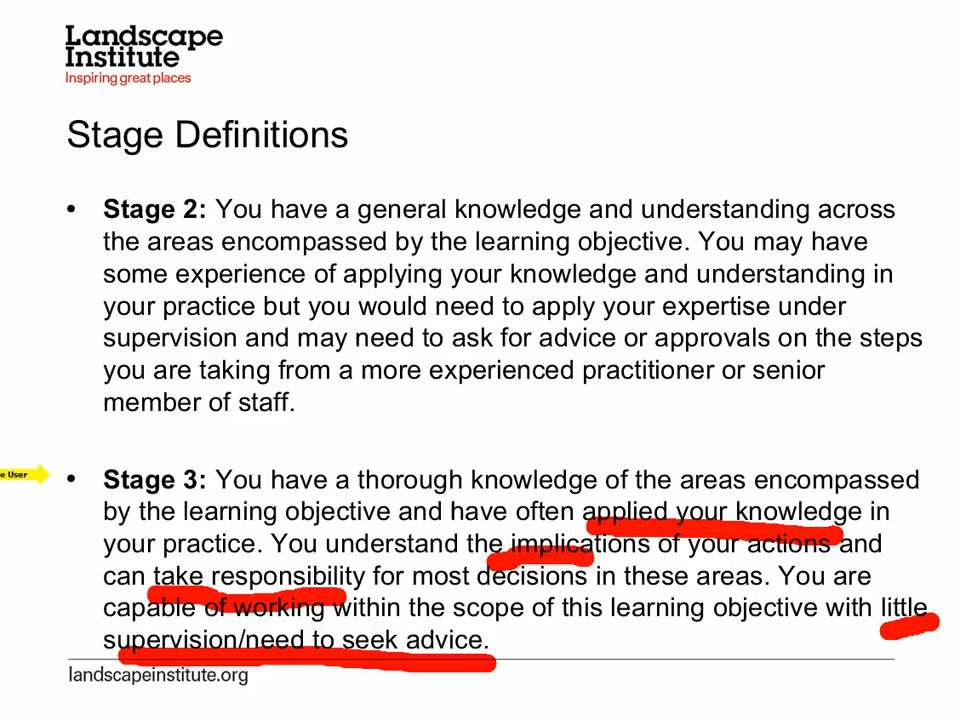 Landscape
Institute
Inspiring great places
Stage Definitions
• Stage 2: You have a general knowledge and understanding across
the areas encompassed by the learning objective. You may have
some experience of applying your knowledge and understanding in
your practice but you would need to apply your expertise under
supervision and may need to ask for advice or approvals on the steps
you are taking from a more experienced practitioner or senior
member of staff.
e User
• Stage 3: You have a thorough knowledge of the areas encompassed
by the learning objective and have often applied your knowledge in
your practice. You understand the implications of your actions and
can take responsibility for most decisions in these areas. You are
capable of working within the scope of this learning objective with little
supervision/need to seek advice.
landscapeinstitute.org